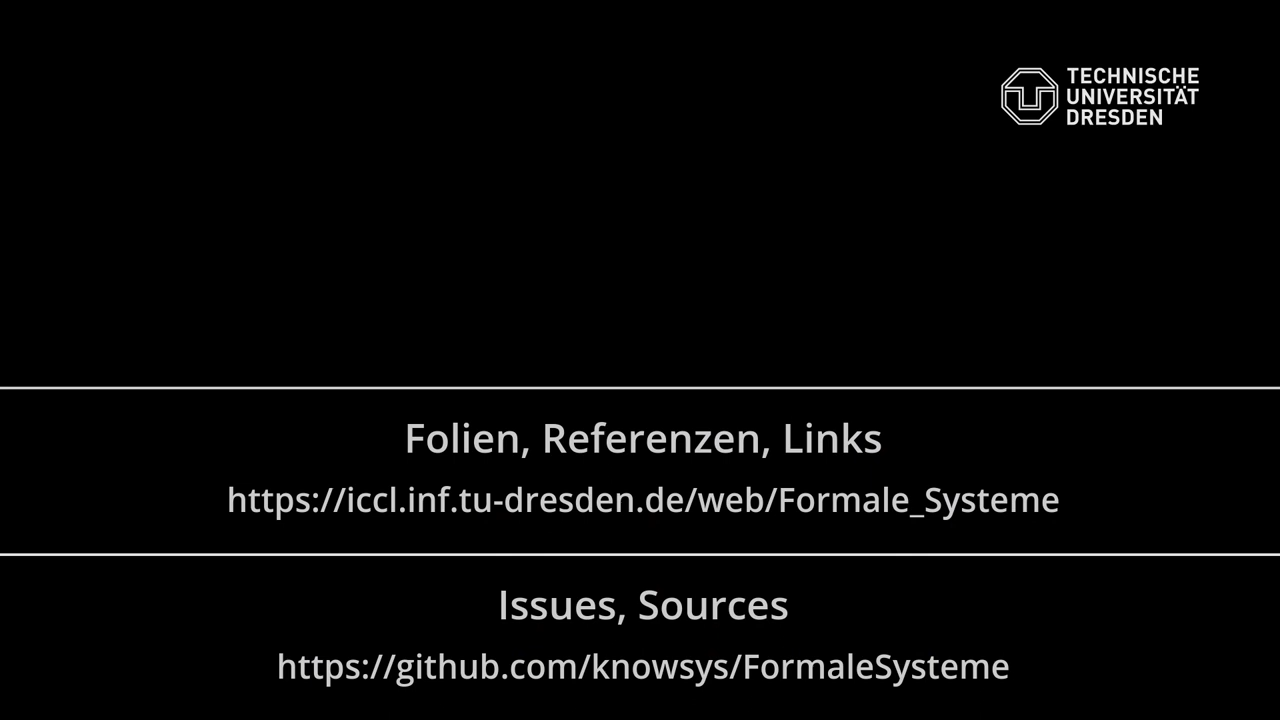 TECHNISCHE
UNIVERSITÄT
DRESDEN
Folien, Referenzen, Links
https://iccl.inf.tu-dresden.de/web/Formale_Systeme
Issues, Sources
https://github.com/knowsys/FormaleSysteme